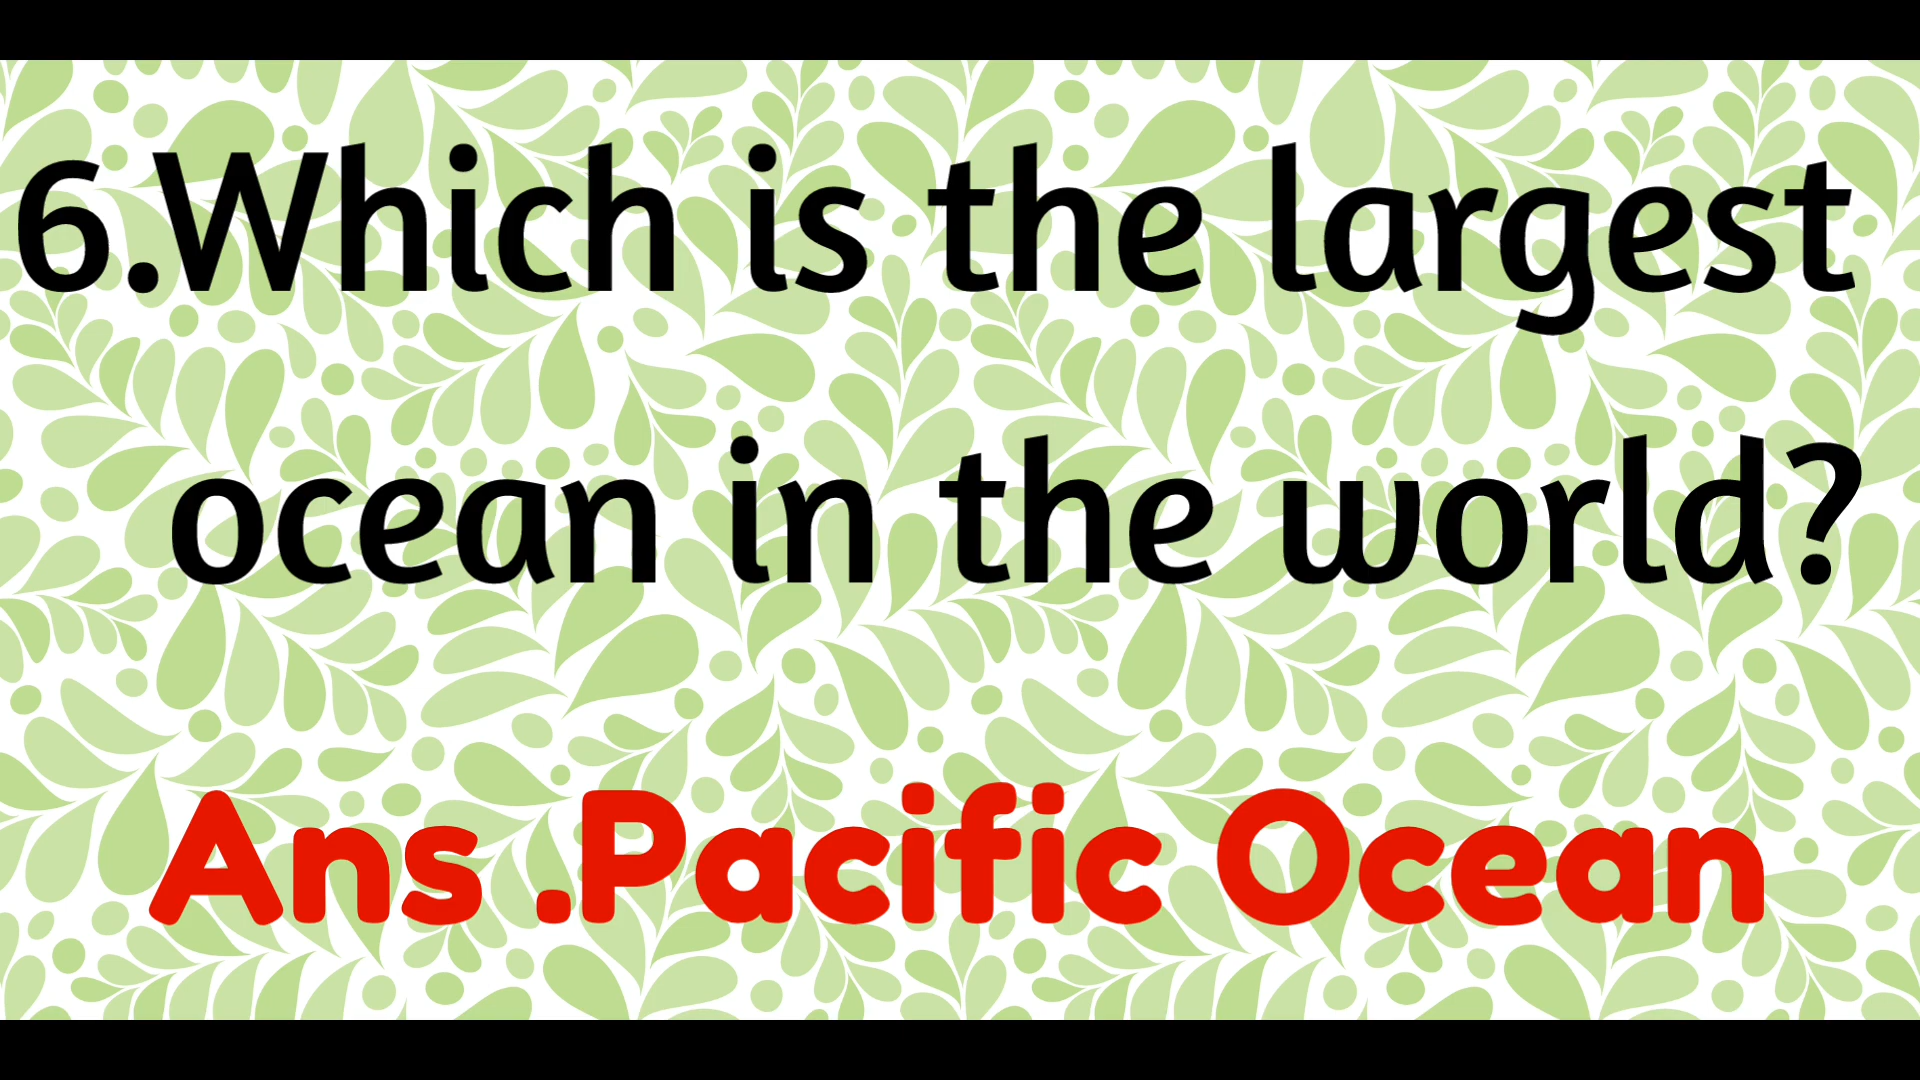 6.Which is the largest
ocean in the world?
Ans .Pacific Ocean